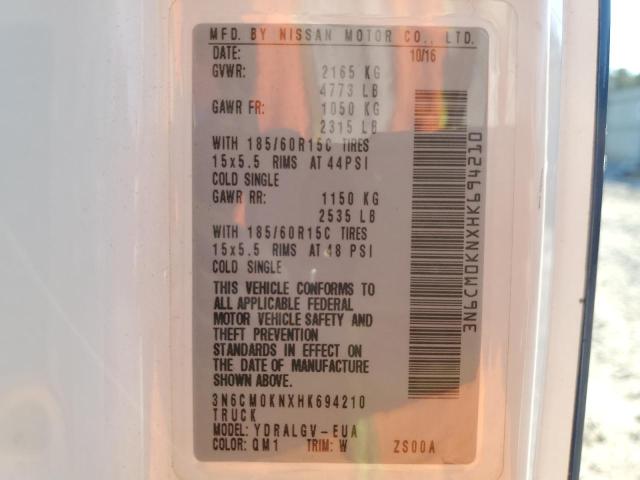 MFD. BY NISSAN MOTOR CO., LTD.
DATE: 10/16
GVWR: 2165 KG
4773 LB
GAWR FR: 1050 KG
2315 LB
WITH 185/60R15C TIRES
15x5.5 RIMS AT 44PSI
COLD SINGLE
GAWR RR: 1150 KG
2535 LB
WITH 185/60R15C TIRES
15x5.5 RIMS AT 48 PSI
COLD SINGLE
THIS VEHICLE CONFORMS TO
ALL APPLICABLE FEDERAL
MOTOR VEHICLE SAFETY AND
THEFT PREVENTION
STANDARDS IN EFFECT ON
THE DATE OF MANUFACTURE
SHOWN ABOVE.
3N6CM0KNXHK694210
TRUCK
MODEL: YDRALGV-EUA
COLOR: QM1 TRIM: W ZS00A
3N6CM0KNXHK694210